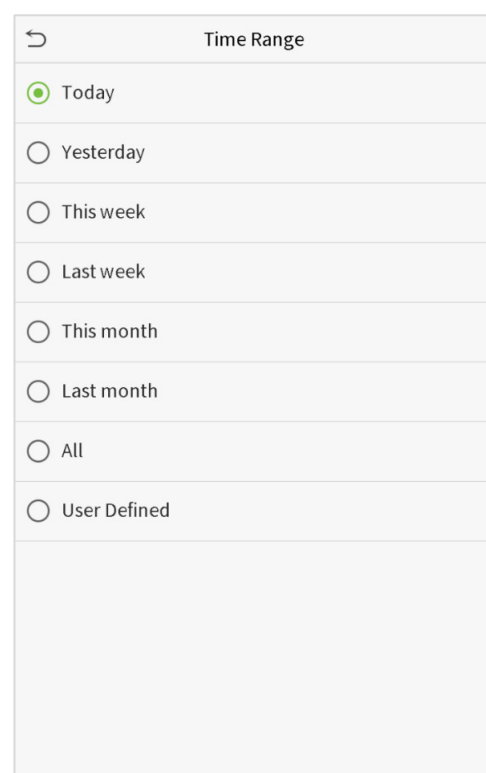 Time Range
Today
Yesterday
This week
Last week
This month
Last month
All
User Defined